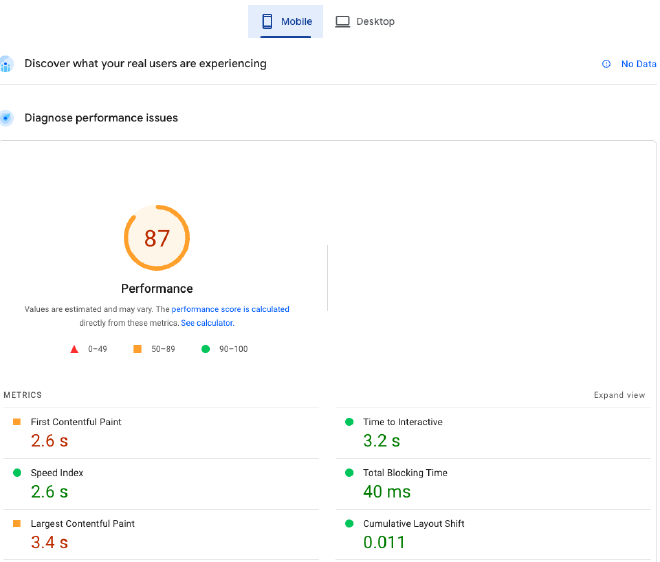 Mobile
Desktop
Discover what your real users are experiencing
No Data
Diagnose performance issues
87
Performance
Values are estimated and may vary. The performance score is calculated
directly from these metrics. See calculator.
0–49
50–89
90–100
METRICS
Expand view
First Contentful Paint
2.6 s
Time to Interactive
3.2 s
Speed Index
2.6 s
Total Blocking Time
40 ms
Largest Contentful Paint
3.4 s
Cumulative Layout Shift
0.011